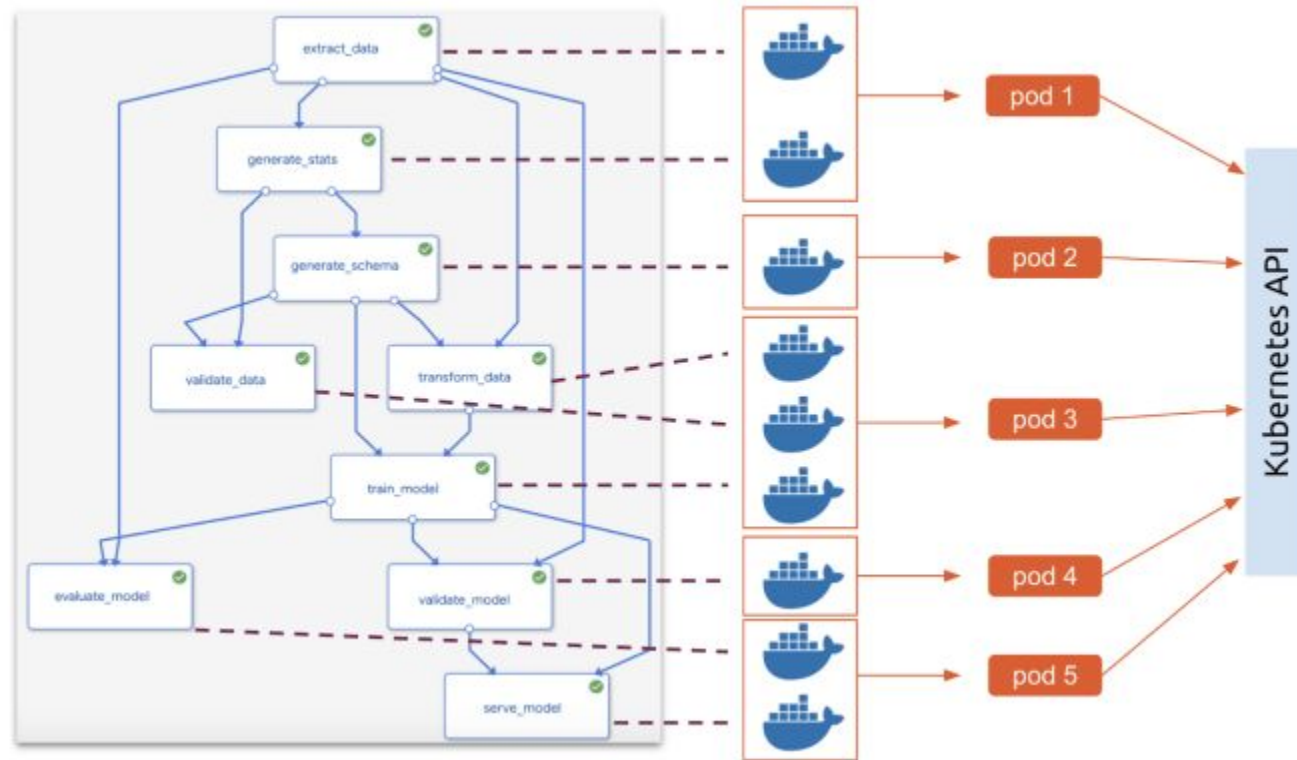 extract_data
pod 1
generate_stats
generate_schema
pod 2
validate_data
transform_data
pod 3
train_model
evaluate_model
validate_model
pod 4
serve_model
pod 5
Kubernetes API